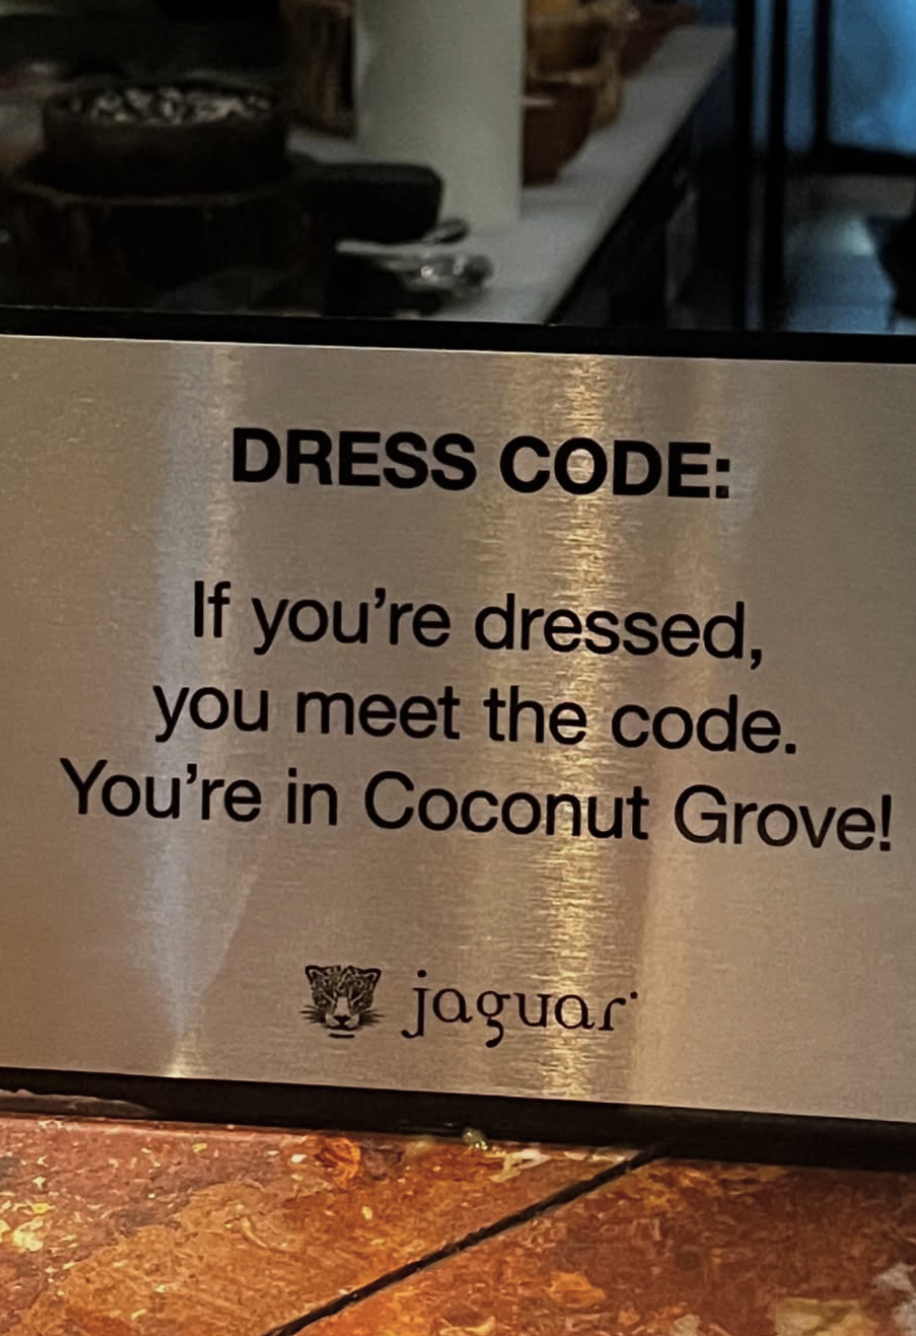 DRESS CODE:
If you're dressed,
you meet the code.
You're in Coconut Grove!
jaguar